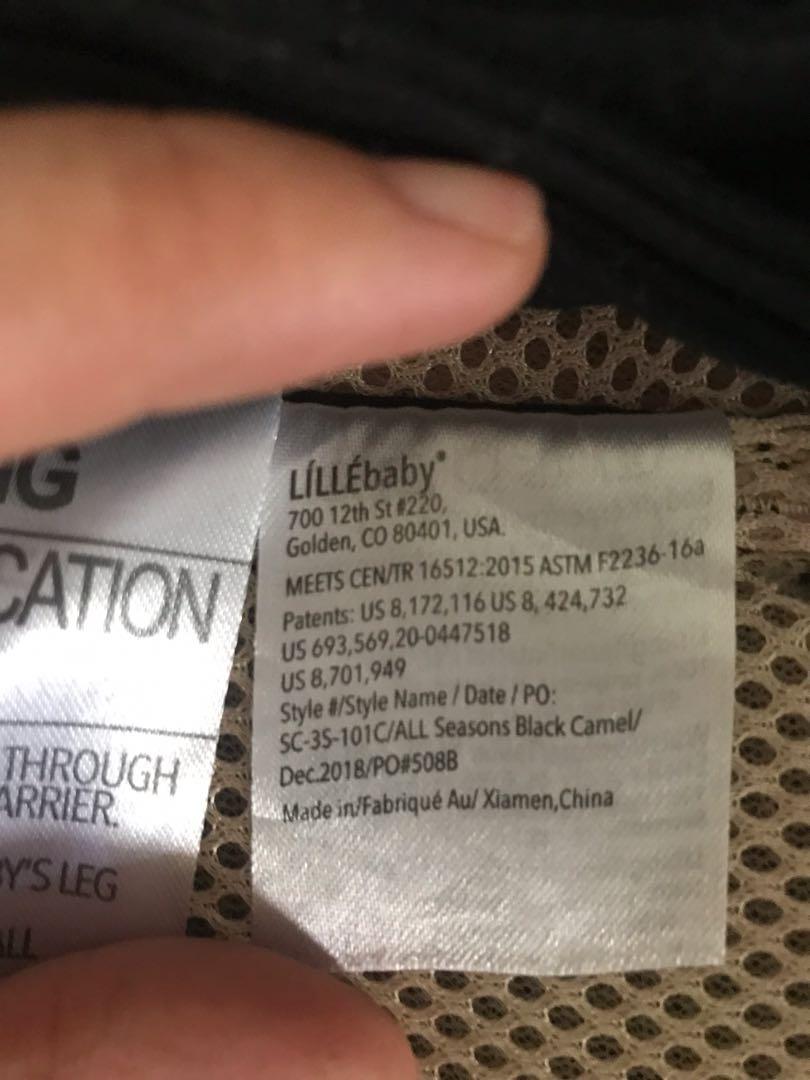 NG
CATION
THROUGH
ARRIER.
BY'S LEG
ALL
LÍLLÉbaby®
700 12th St #220,
Golden, CO 80401, USA.
MEETS CEN/TR 16512:2015 ASTM F2236-16a
Patents: US 8,172,116 US 8, 424,732
US 693,569,20-0447518
US 8,701,949
Style #/Style Name / Date / PO:
SC-3S-101C/ALL Seasons Black Camel/
Dec.2018/PO#508B
Made in/Fabriqué Au/ Xiamen,China